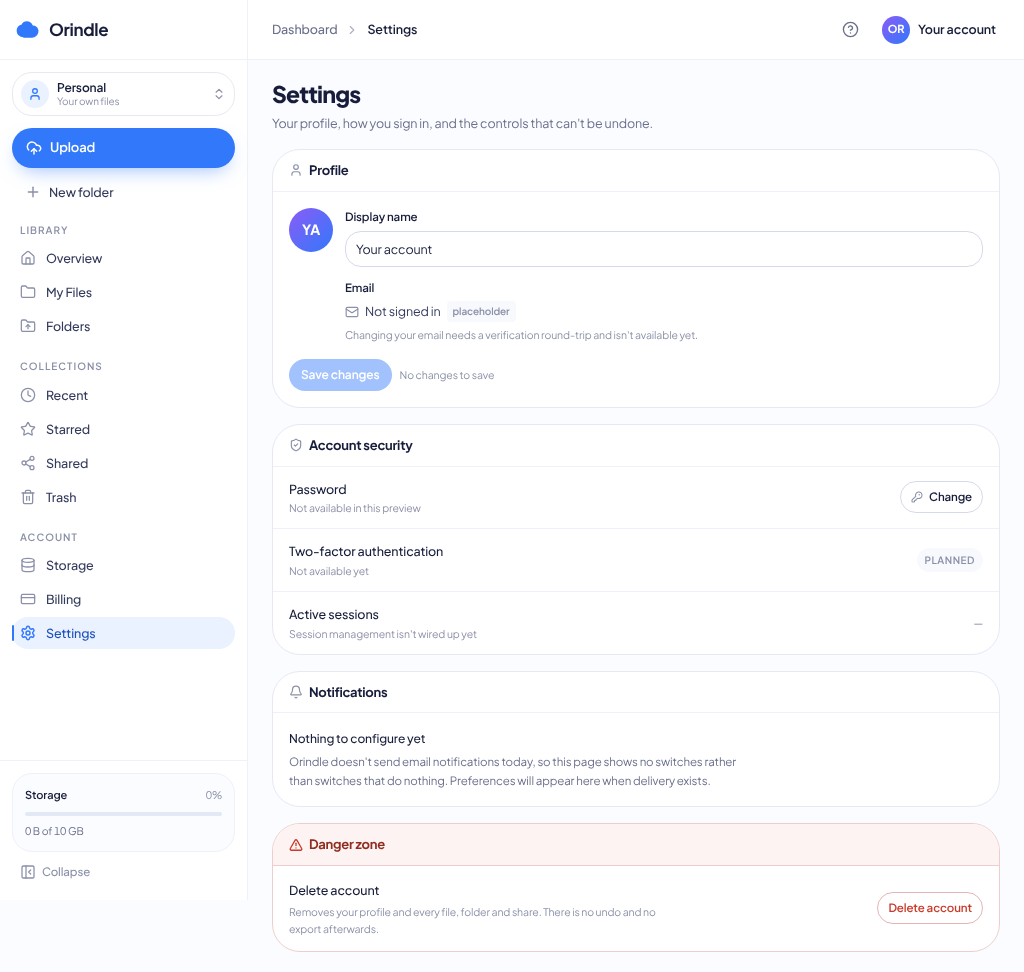 Orindle
Dashboard
Settings
OR
Your account
Personal
Your own files
Upload
New folder
LIBRARY
Overview
My Files
Folders
COLLECTIONS
Recent
Starred
Shared
Trash
ACCOUNT
Storage
Billing
Settings
Storage
0%
0 B of 10 GB
Collapse
Settings
Your profile, how you sign in, and the controls that can't be undone.
Profile
YA
Display name
Your account
Email
Not signed in
placeholder
Changing your email needs a verification round-trip and isn't available yet.
Save changes
No changes to save
Account security
Password
Not available in this preview
Change
Two-factor authentication
Not available yet
PLANNED
Active sessions
Session management isn't wired up yet
—
Notifications
Nothing to configure yet
Orindle doesn't send email notifications today, so this page shows no switches rather
than switches that do nothing. Preferences will appear here when delivery exists.
Danger zone
Delete account
Removes your profile and every file, folder and share. There is no undo and no
export afterwards.
Delete account